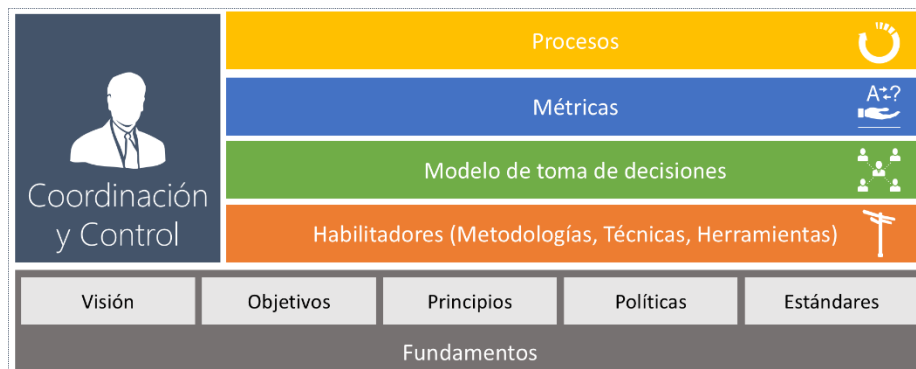 Procesos
A
?
Métricas
Coordinación
y Control
Modelo de toma de decisiones
Habilitadores (Metodologías, Técnicas, Herramientas)
Visión
Objetivos
Principios
Políticas
Estándares
Fundamentos